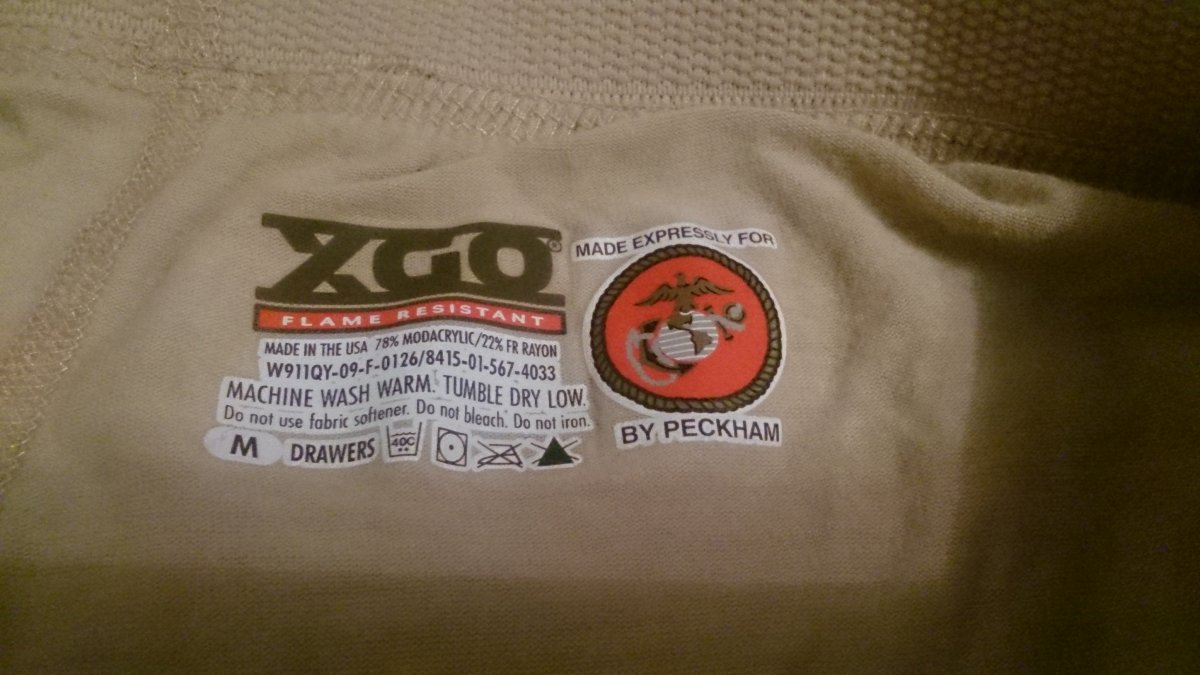 XGO®
FLAME RESISTANT
MADE IN THE USA 78% MODACRYLIC/22% FR RAYON
W911QY-09-F-0126/8415-01-567-4033
MACHINE WASH WARM. TUMBLE DRY LOW.
Do not use fabric softener. Do not bleach. Do not iron.
M DRAWERS 40C
MADE EXPRESSLY FOR
BY PECKHAM